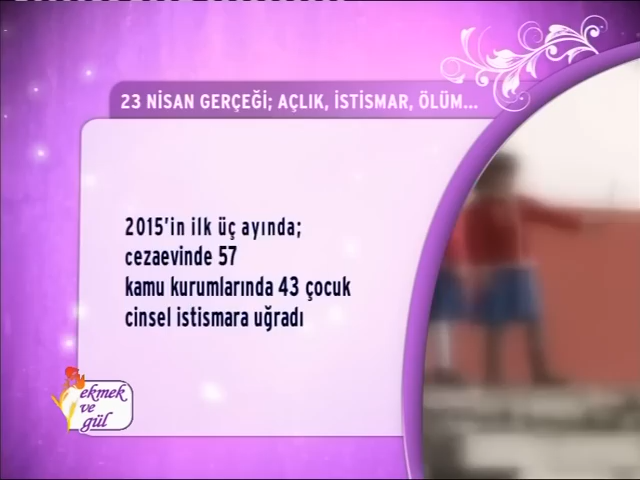 23 NİSAN GERÇEĞİ; AÇLIK, İSTİSMAR, ÖLÜM...
2015'in ilk üç ayında;
cezaevinde 57
kamu kurumlarında 43 çocuk
cinsel istismara uğradı
ekmek
ve
gül